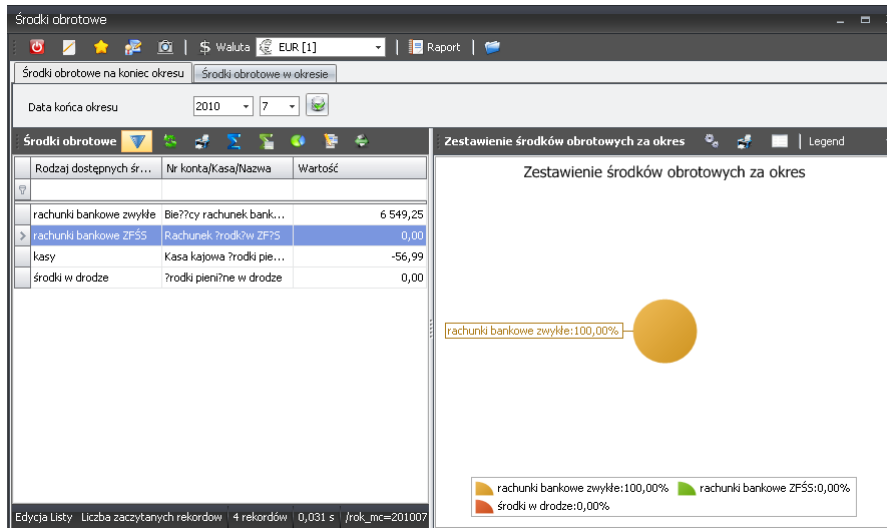 Środki obrotowe
$ Waluta EUR [1] Raport
Środki obrotowe na koniec okresu Środki obrotowe w okresie
Data końca okresu 2010 7
Środki obrotowe
Rodzaj dostępnych śr... Nr konta/Kasa/Nazwa Wartość
rachunki bankowe zwykłe Bie??cy rachunek bank... 6 549,25
rachunki bankowe ZFŚS Rachunek ?rodk?w ZF?S 0,00
kasy Kasa kajowa ?rodki pie... -56,99
środki w drodze ?rodki pieni?ne w drodze 0,00
Edycja Listy Liczba zaczytanych rekordow 4 rekordów 0,031 s /rok_mc=201007
Zestawienie środków obrotowych za okres Legend
Zestawienie środków obrotowych za okres
rachunki bankowe zwykłe:100,00%
rachunki bankowe zwykłe:100,00% rachunki bankowe ZFŚS:0,00%
środki w drodze:0,00%